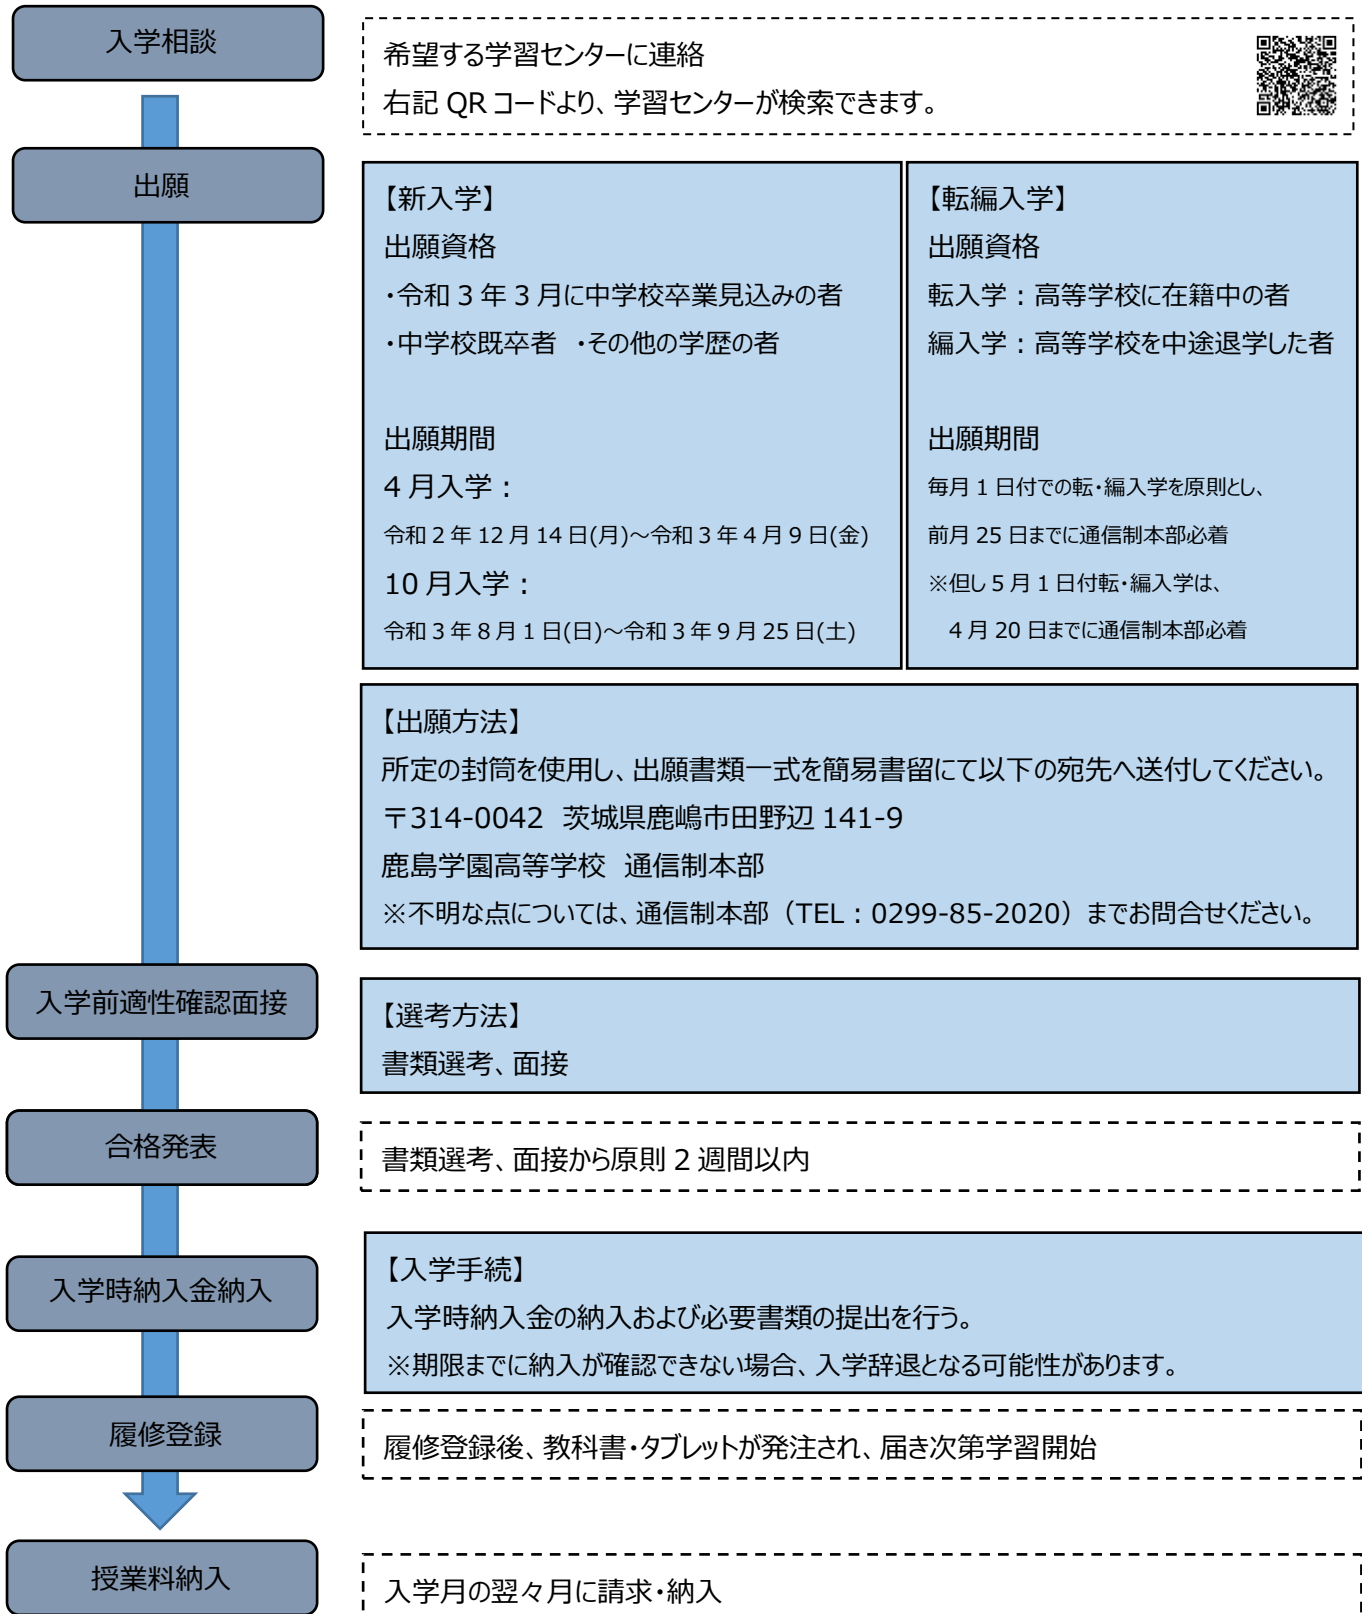 入学相談
希望する学習センターに連絡
右記 QR コードより、学習センターが検索できます。
出願
【新入学】
出願資格
・令和 3 年 3 月に中学校卒業見込みの者
・中学校既卒者 ・その他の学歴の者
出願期間
4 月入学：
令和 2 年 12 月 14 日(月)～令和 3 年 4 月 9 日(金)
10 月入学：
令和 3 年 8 月 1 日(日)～令和 3 年 9 月 25 日(土)
【転編入学】
出願資格
転入学：高等学校に在籍中の者
編入学：高等学校を中途退学した者
出願期間
毎月 1 日付での転・編入学を原則とし、
前月 25 日までに通信制本部必着
※但し 5 月 1 日付転・編入学は、
4 月 20 日までに通信制本部必着
【出願方法】
所定の封筒を使用し、出願書類一式を簡易書留にて以下の宛先へ送付してください。
〒314-0042 茨城県鹿嶋市田野辺 141-9
鹿島学園高等学校 通信制本部
※不明な点については、通信制本部（TEL：0299-85-2020）までお問合せください。
入学前適性確認面接
【選考方法】
書類選考、面接
合格発表
書類選考、面接から原則 2 週間以内
入学時納入金納入
【入学手続】
入学時納入金の納入および必要書類の提出を行う。
※期限までに納入が確認できない場合、入学辞退となる可能性があります。
履修登録
履修登録後、教科書・タブレットが発注され、届き次第学習開始
授業料納入
入学月の翌々月に請求・納入